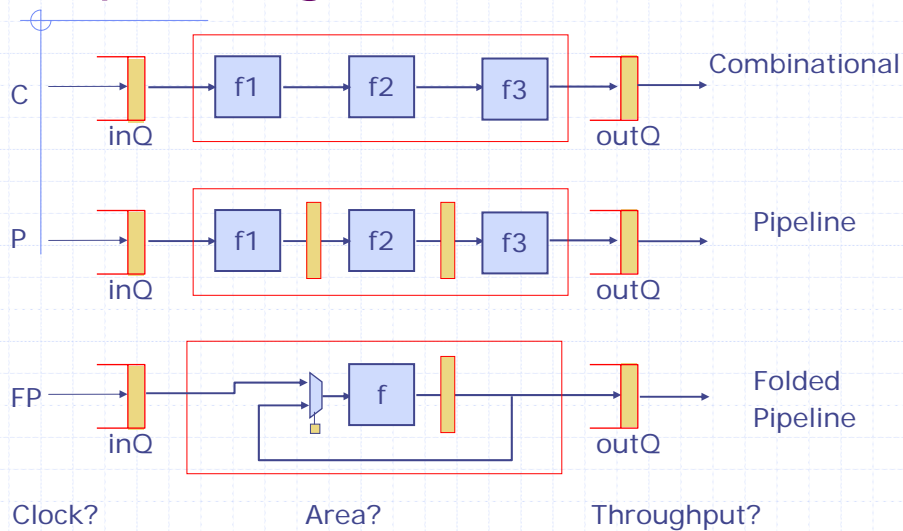 C
inQ
f1
f2
f3
outQ
Combinational
P
inQ
f1
f2
f3
outQ
Pipeline
FP
inQ
f
outQ
Folded
Pipeline
Clock?
Area?
Throughput?